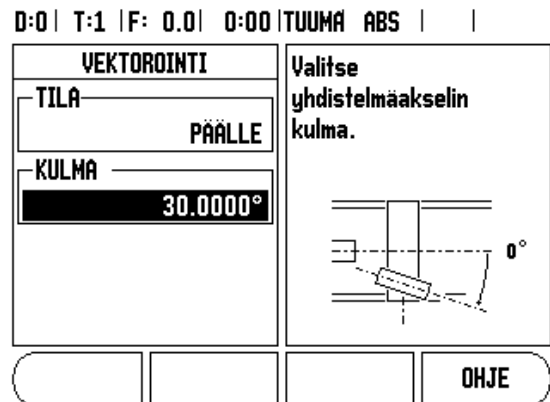 D:0 | T:1 | F: 0.0 | 0:00 | TUUMA ABS | |
VEKTOROINTI
TILA
PÄÄLLE
KULMA
30.0000°
Valitse
yhdistelmäakselin
kulma.
0°
OHJE